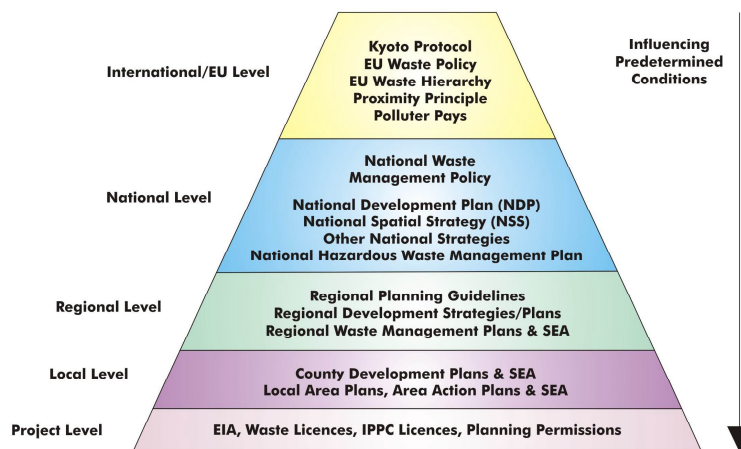 International/EU Level
Kyoto Protocol
EU Waste Policy
EU Waste Hierarchy
Proximity Principle
Polluter Pays
Influencing
Predetermined
Conditions
National Level
National Waste
Management Policy
National Development Plan (NDP)
National Spatial Strategy (NSS)
Other National Strategies
National Hazardous Waste Management Plan
Regional Level
Regional Planning Guidelines
Regional Development Strategies/Plans
Regional Waste Management Plans & SEA
Local Level
County Development Plans & SEA
Local Area Plans, Area Action Plans & SEA
Project Level
EIA, Waste Licences, IPPC Licences, Planning Permissions